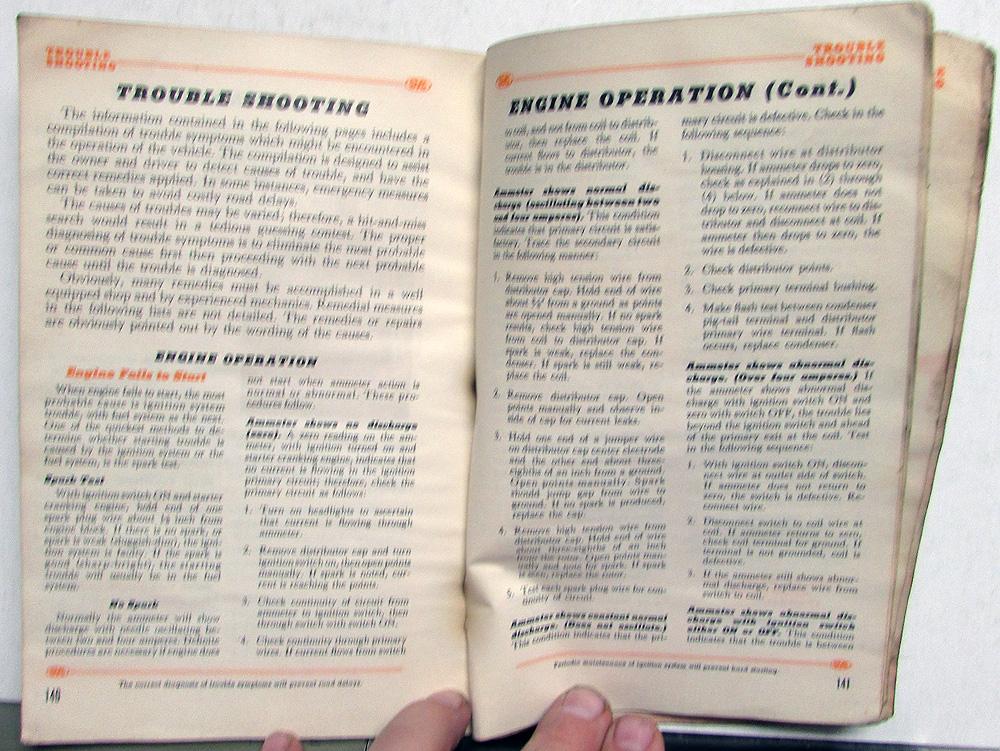 TROUBLE
SHOOTING
TROUBLE SHOOTING
The information contained in the following pages includes a
compilation of trouble symptoms which might be encountered in
the operation of the vehicle. The compilation is designed to assist
the owner and driver to detect causes of trouble, and have the
correct remedies applied. In some instances, emergency measures
can be taken to avoid costly road delays.
The causes of troubles may be varied; therefore, a hit-and-miss
search would result in a tedious guessing contest. The proper
diagnosing of trouble symptoms is to eliminate the most probable
or common cause first then proceeding with the next probable
cause until the trouble is diagnosed.
Obviously, many remedies must be accomplished in a well
equipped shop and by experienced mechanics. Remedial measures
in the following lists are not detailed. The remedies or repairs
are obviously pointed out by the wording of the causes.
ENGINE OPERATION
Engine Fails to Start
When engine fails to start, the most
probable cause is ignition system
trouble, with fuel system as the next.
One of the quickest methods to de-
termine whether starting trouble is
caused by the ignition system or the
fuel system, is the spark test.
Spark Test
With ignition switch ON and starter
cranking engine, hold end of one
spark plug wire about ¼ inch from
engine block. If there is no spark, or
spark is weak (sluggish-thin), the igni-
tion system is faulty. If the spark is
good (sharp-bright), the starting
trouble will usually be in the fuel
system.
No Spark
Normally the ammeter will show
discharge with needle oscillating be-
tween two and four amperes. Definite
procedures are necessary if engine does
not start when ammeter action is
normal or abnormal. These pro-
cedures follow.
Ammeter shows no discharge
(zero). A zero reading on the am-
meter, with ignition turned on and
starter cranking engine, indicates that
no current is flowing in the ignition
primary circuit; therefore, check the
primary circuit as follows:
1. Turn on headlights to ascertain
that current is flowing through
ammeter.
2. Remove distributor cap and turn
ignition switch on, then open points
manually. If spark is noted, cur-
rent is reaching the points.
3. Check continuity of circuit from
ammeter to ignition switch, then
through switch with switch ON.
4. Check continuity through primary
wires. If current flows from switch
The correct diagnosis of trouble symptoms will prevent road delays.
140
TROUBLE
SHOOTING
ENGINE OPERATION (Cont.)
to coil, and not from coil to distrib-
utor, then replace the coil. If
current flows to distributor, the
trouble is in the distributor.
Ammeter shows normal dis-
charge (oscillating between two
and four amperes). This condition
indicates that primary circuit is satis-
factory. Trace the secondary circuit
in the following manner:
1. Remove high tension wire from
distributor cap. Hold end of wire
about from a ground as points
are opened manually. If no spark
results, check high tension wire
from coil to distributor cap. If
spark is weak, replace the con-
denser. If spark is still weak, re-
place the coil.
2. Remove distributor cap. Open
points manually and observe in-
side of cap for current leaks.
3. Hold one end of a jumper wire
on distributor cap center electrode
and the other end about three-
eighths of an inch from a ground.
Open points manually. Spark
should jump gap from wire to
ground. If no spark is produced,
replace the cap.
4. Remove high tension wire from
distributor cap. Hold end of wire
about three-eighths of an inch
from the rotor. Open points man-
ually and note for spark. If spark
is seen, replace the rotor.
5. Test each spark plug wire for con-
tinuity of circuit.
Ammeter shows constant normal
discharge. (Does not oscillate.)
This condition indicates that the pri-
mary circuit is defective. Check in the
following sequence:
1. Disconnect wire at distributor
housing. If ammeter drops to zero,
check as explained in (2) through
(4) below. If ammeter does not
drop to zero, reconnect wire to dis-
tributor and disconnect at coil. If
ammeter then drops to zero, the
wire is defective.
2. Check distributor points.
3. Check primary terminal bushing.
4. Make flash test between condenser
pig-tail terminal and distributor
primary wire terminal. If flash
occurs, replace condenser.
Ammeter shows abnormal dis-
charge. (Over four amperes.) If
the ammeter shows abnormal dis-
charge with ignition switch ON and
zero with switch OFF, the trouble lies
beyond the ignition switch and ahead
of the primary exit at the coil. Test
in the following sequence:
1. With ignition switch ON, discon-
nect wire at outlet side of switch.
If ammeter does not return to
zero, the switch is defective. Re-
connect wire.
2. Disconnect switch to coil wire at
coil. If ammeter returns to zero,
check coil terminal for ground. If
terminal is not grounded, coil is
defective.
3. If the ammeter still shows abnor-
mal discharge, replace wire from
switch to coil.
Ammeter shows abnormal dis-
charge with ignition switch
either ON or OFF. This condition
indicates that the trouble is between
Periodic maintenance of ignition system will prevent hard starting.
141